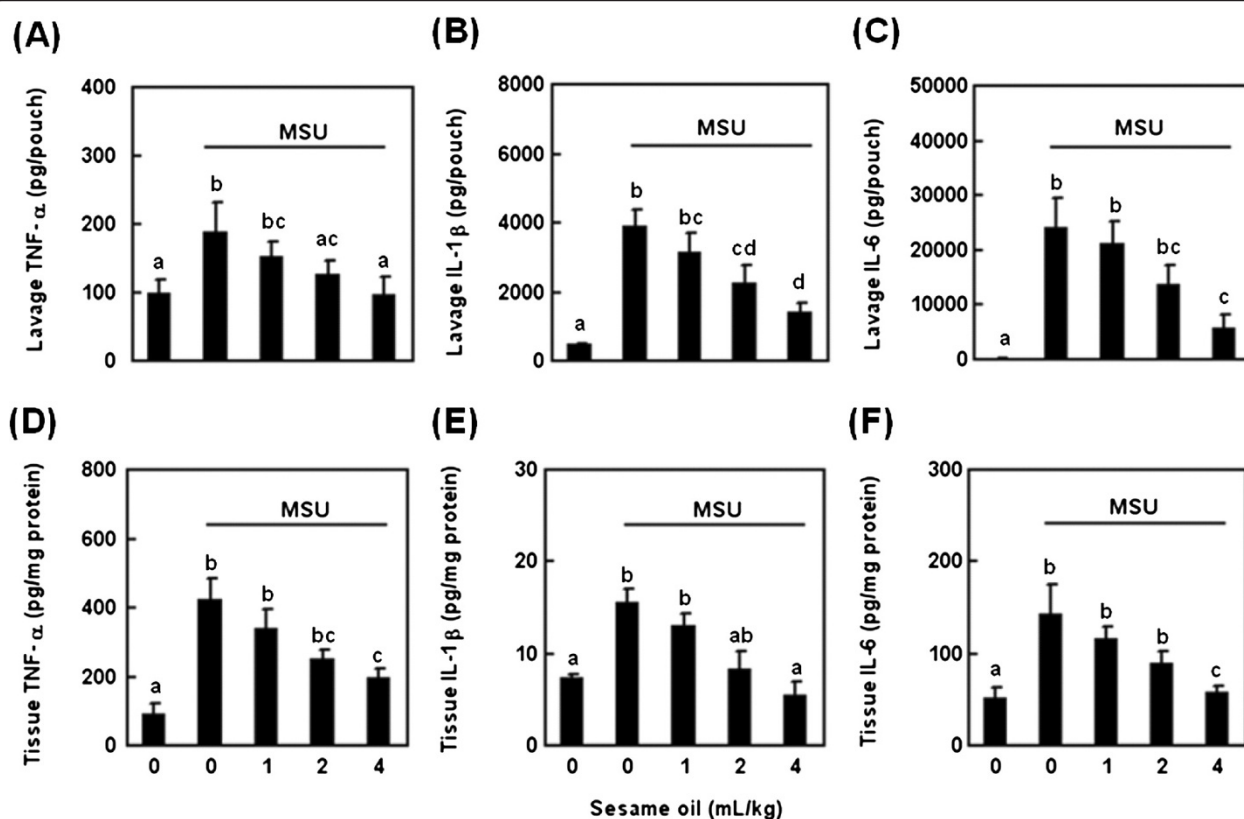 (A)
Lavage TNF-α (pg/pouch)
400
300
200
100
0
MSU
a
b
bc
ac
a
(B)
Lavage IL-1β (pg/pouch)
8000
6000
4000
2000
0
MSU
a
b
bc
cd
d
(C)
Lavage IL-6 (pg/pouch)
50000
40000
30000
20000
10000
0
MSU
a
b
b
bc
c
(D)
Tissue TNF-α (pg/mg protein)
800
600
400
200
0
MSU
a
b
b
bc
c
0 0 1 2 4
(E)
Tissue IL-1β (pg/mg protein)
30
20
10
0
MSU
a
b
b
ab
a
0 0 1 2 4
(F)
Tissue IL-6 (pg/mg protein)
300
200
100
0
MSU
a
b
b
b
c
0 0 1 2 4
Sesame oil (mL/kg)